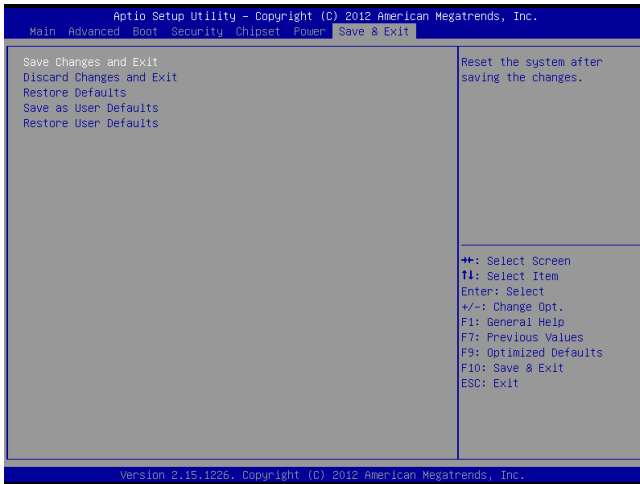 Aptio Setup Utility – Copyright (C) 2012 American Megatrends, Inc.
Main Advanced Boot Security Chipset Power Save & Exit
Save Changes and Exit
Discard Changes and Exit
Restore Defaults
Save as User Defaults
Restore User Defaults
Reset the system after
saving the changes.
→←: Select Screen
↑↓: Select Item
Enter: Select
+/-: Change Opt.
F1: General Help
F7: Previous Values
F9: Optimized Defaults
F10: Save & Exit
ESC: Exit
Version 2.15.1226. Copyright (C) 2012 American Megatrends, Inc.